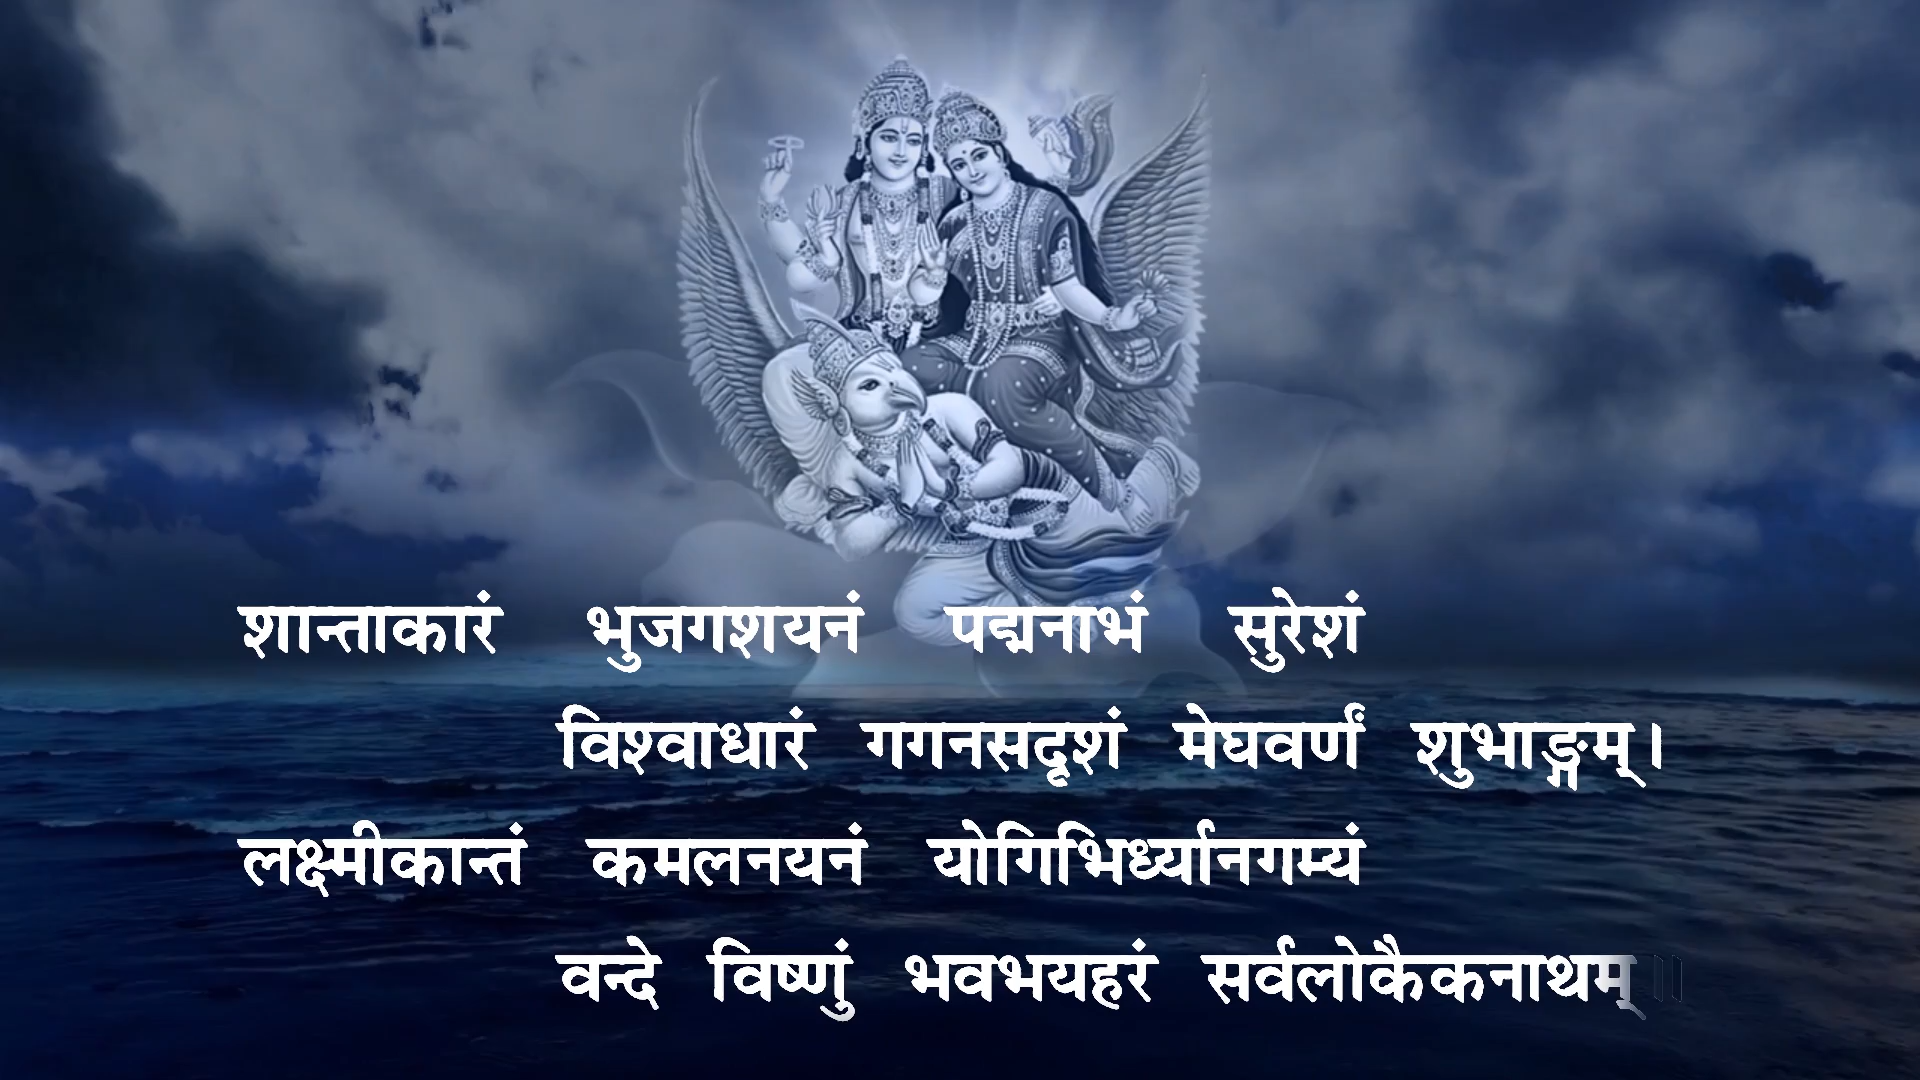 शान्ताकारं भुजगशयनं पद्मनाभं सुरेशं
विश्वाधारं गगनसदृशं मेघवर्णं शुभाङ्गम्।
लक्ष्मीकान्तं कमलनयनं योगिभिर्ध्यानगम्यं
वन्दे विष्णुं भवभयहरं सर्वलोकैकनाथम्॥